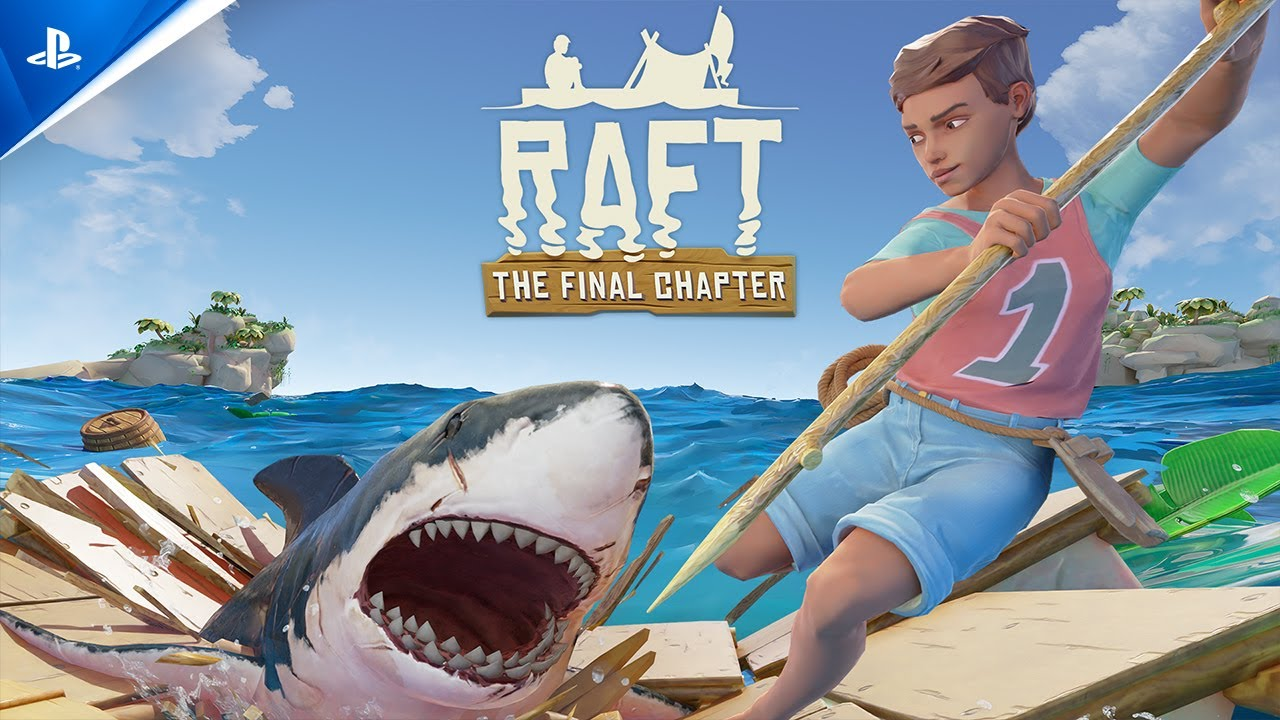 RAFT
THE FINAL CHAPTER
1